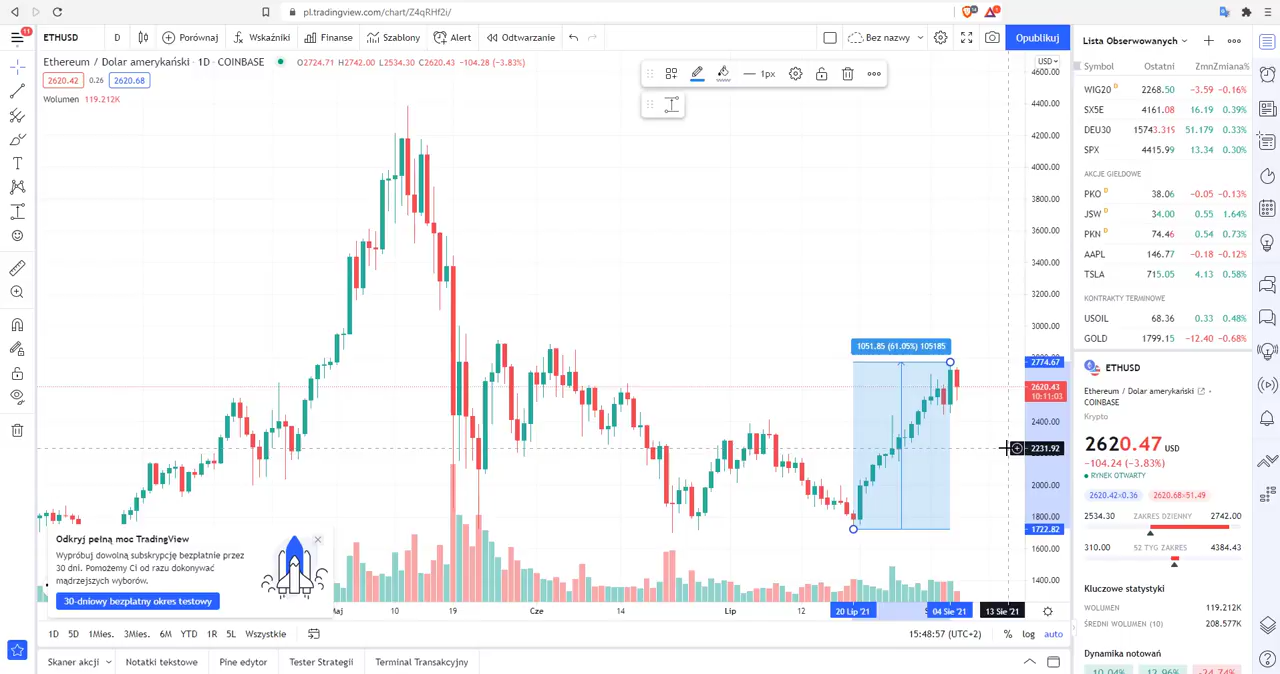 pl.tradingview.com/chart/Z4qRHf2i/
11
ETHUSD D Porównaj Wskaźniki Finanse Szablony Alert Odtwarzanie Bez nazwy Opublikuj
Ethereum / Dolar amerykański · 1D · COINBASE O2724.71 H2742.00 L2534.30 C2620.43 −104.28 (−3.83%)
2620.42 0.26 2620.68
Wolumen 119.212K
1px
USD
4600.00
4400.00
4200.00
4000.00
3800.00
3600.00
3400.00
3200.00
3000.00
2774.67
2620.43
10:11:03
2400.00
2231.92
2000.00
1800.00
1722.82
1600.00
1400.00
1051.85 (61.05%) 105185
Odkryj pełną moc TradingView
Wypróbuj dowolną subskrypcję bezpłatnie przez
30 dni. Pomożemy Ci od razu dokonywać
mądrzejszych wyborów.
30-dniowy bezpłatny okres testowy
Maj 10 19 Cze 14 Lip 12 20 Lip '21 04 Sie '21 13 Sie '21
1D 5D 1Mies. 3Mies. 6M YTD 1R 5L Wszystkie 15:48:57 (UTC+2) % log auto
Skaner akcji Notatki tekstowe Pine edytor Tester Strategii Terminal Transakcyjny
Lista Obserwowanych
Symbol Ostatni Zmn Zmiana%
WIG20 D 2268.50 −3.59 −0.16%
SX5E 4161.08 16.19 0.39%
DEU30 15743.315 51.179 0.33%
SPX 4415.99 13.34 0.30%
AKCJE GIEŁDOWE
PKO D 38.06 −0.05 −0.13%
JSW D 34.00 0.55 1.64%
PKN D 74.46 0.54 0.73%
AAPL 146.77 −0.18 −0.12%
TSLA 715.05 4.13 0.58%
KONTRAKTY TERMINOWE
USOIL 68.36 0.33 0.48%
GOLD 1799.15 −12.40 −0.68%
ETHUSD
Ethereum / Dolar amerykański ·
COINBASE
Krypto
2620.47 USD
−104.24 (−3.83%)
RYNEK OTWARTY
2620.42×0.36 2620.68×51.49
2534.30 ZAKRES DZIENNY 2742.00
310.00 52 TYG ZAKRES 4384.43
Kluczowe statystyki
WOLUMEN 119.212K
ŚREDNI WOLUMEN (10) 208.577K
Dynamika notowań
10.04% 12.96% −24.74%